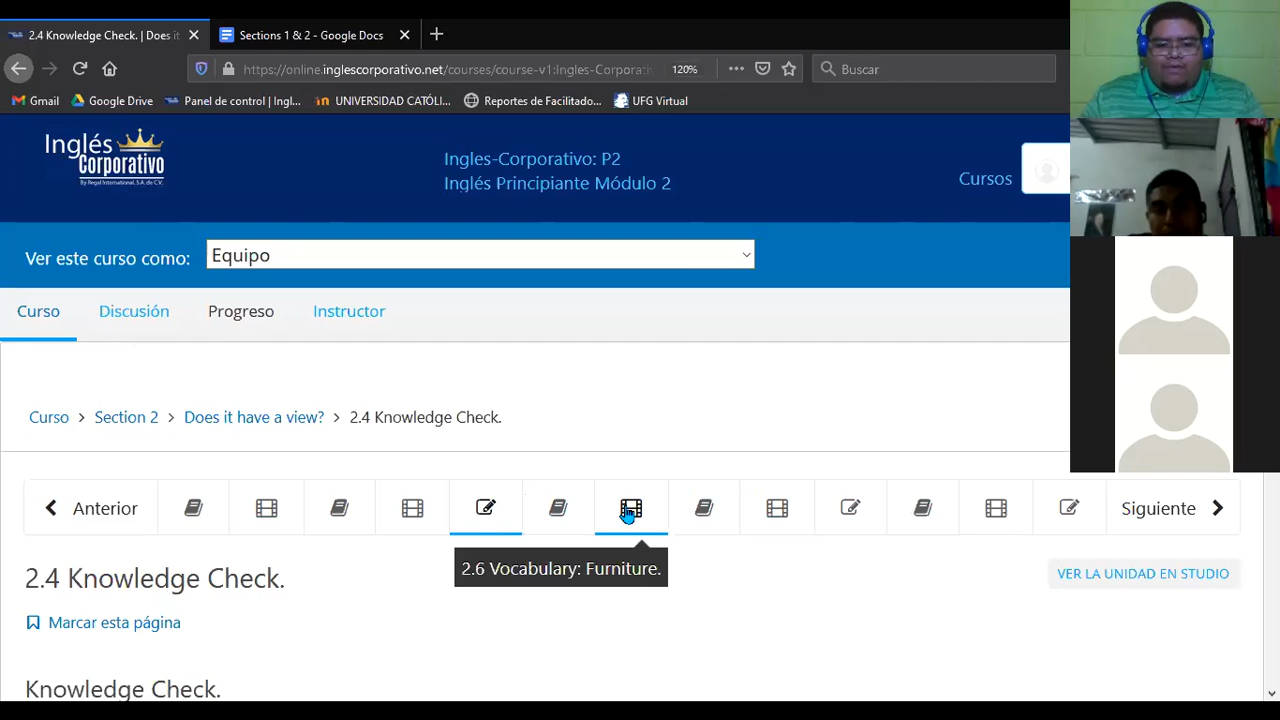 2.4 Knowledge Check. | Does it
Sections 1 & 2 - Google Docs
https://online.inglescorporativo.net/courses/course-v1:Ingles-Corpora
120%
Buscar
Gmail
Google Drive
Panel de control | Ingl...
UNIVERSIDAD CATÓLI...
Reportes de Facilitado...
UFG Virtual
Inglés
Corporativo
By Regal International, S.A. de C.V.
Ingles-Corporativo: P2
Inglés Principiante Módulo 2
Cursos
Ver este curso como:
Equipo
Curso
Discusión
Progreso
Instructor
Curso > Section 2 > Does it have a view? > 2.4 Knowledge Check.
Anterior
Siguiente
2.6 Vocabulary: Furniture.
2.4 Knowledge Check.
VER LA UNIDAD EN STUDIO
Marcar esta página
Knowledge Check.